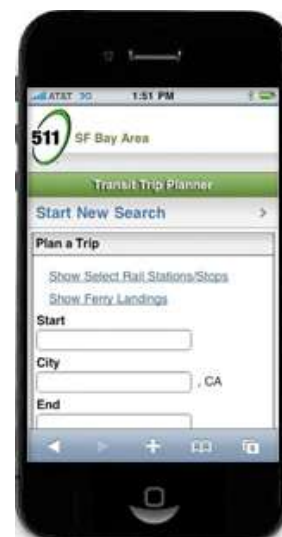 AT&T 3G 1:51 PM
511 SF Bay Area
Transit Trip Planner
Start New Search >
Plan a Trip
Show Select Rail Stations/Stops
Show Ferry Landings
Start
City
, CA
End